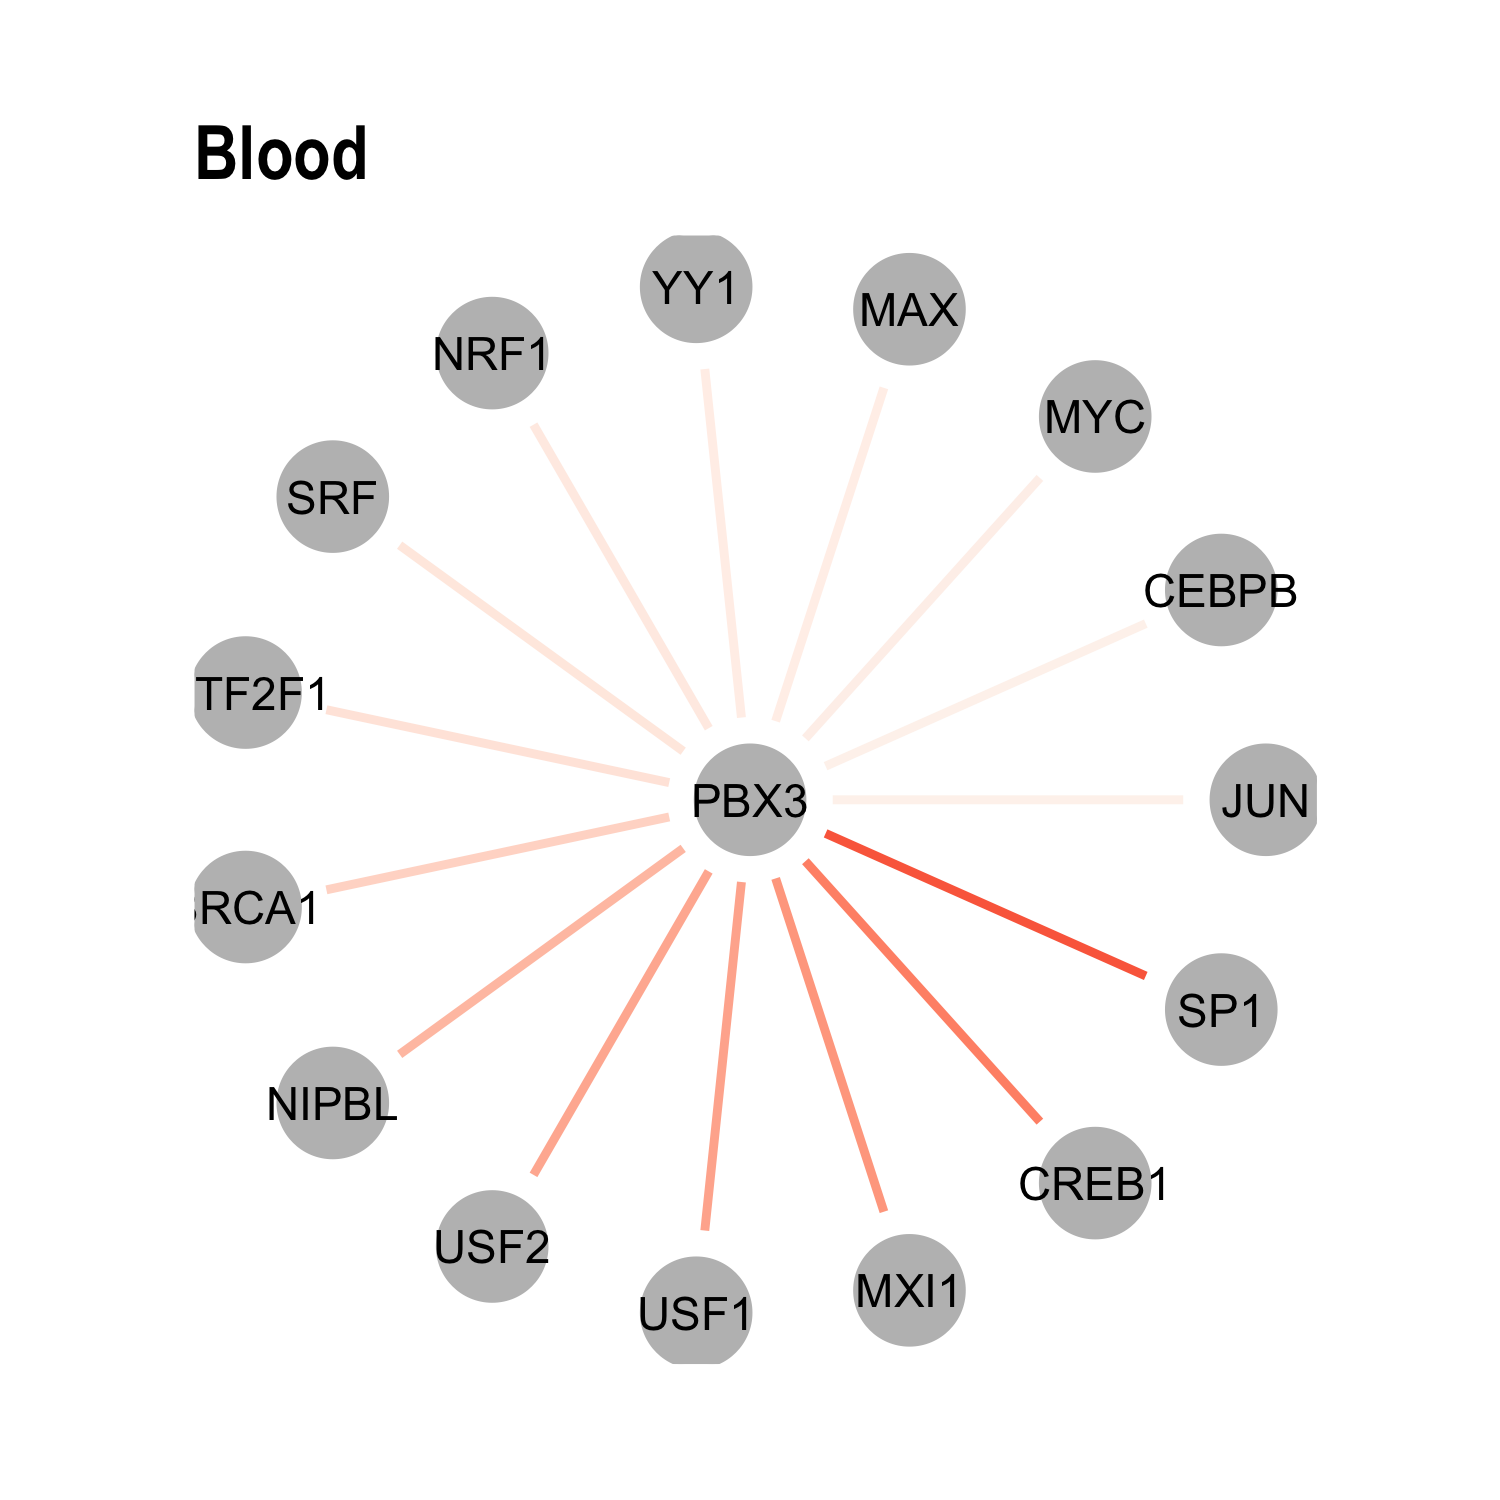 Blood
YY1
MAX
NRF1
MYC
SRF
CEBPB
TF2F1
PBX3
JUN
RCA1
SP1
NIPBL
CREB1
USF2
MXI1
USF1